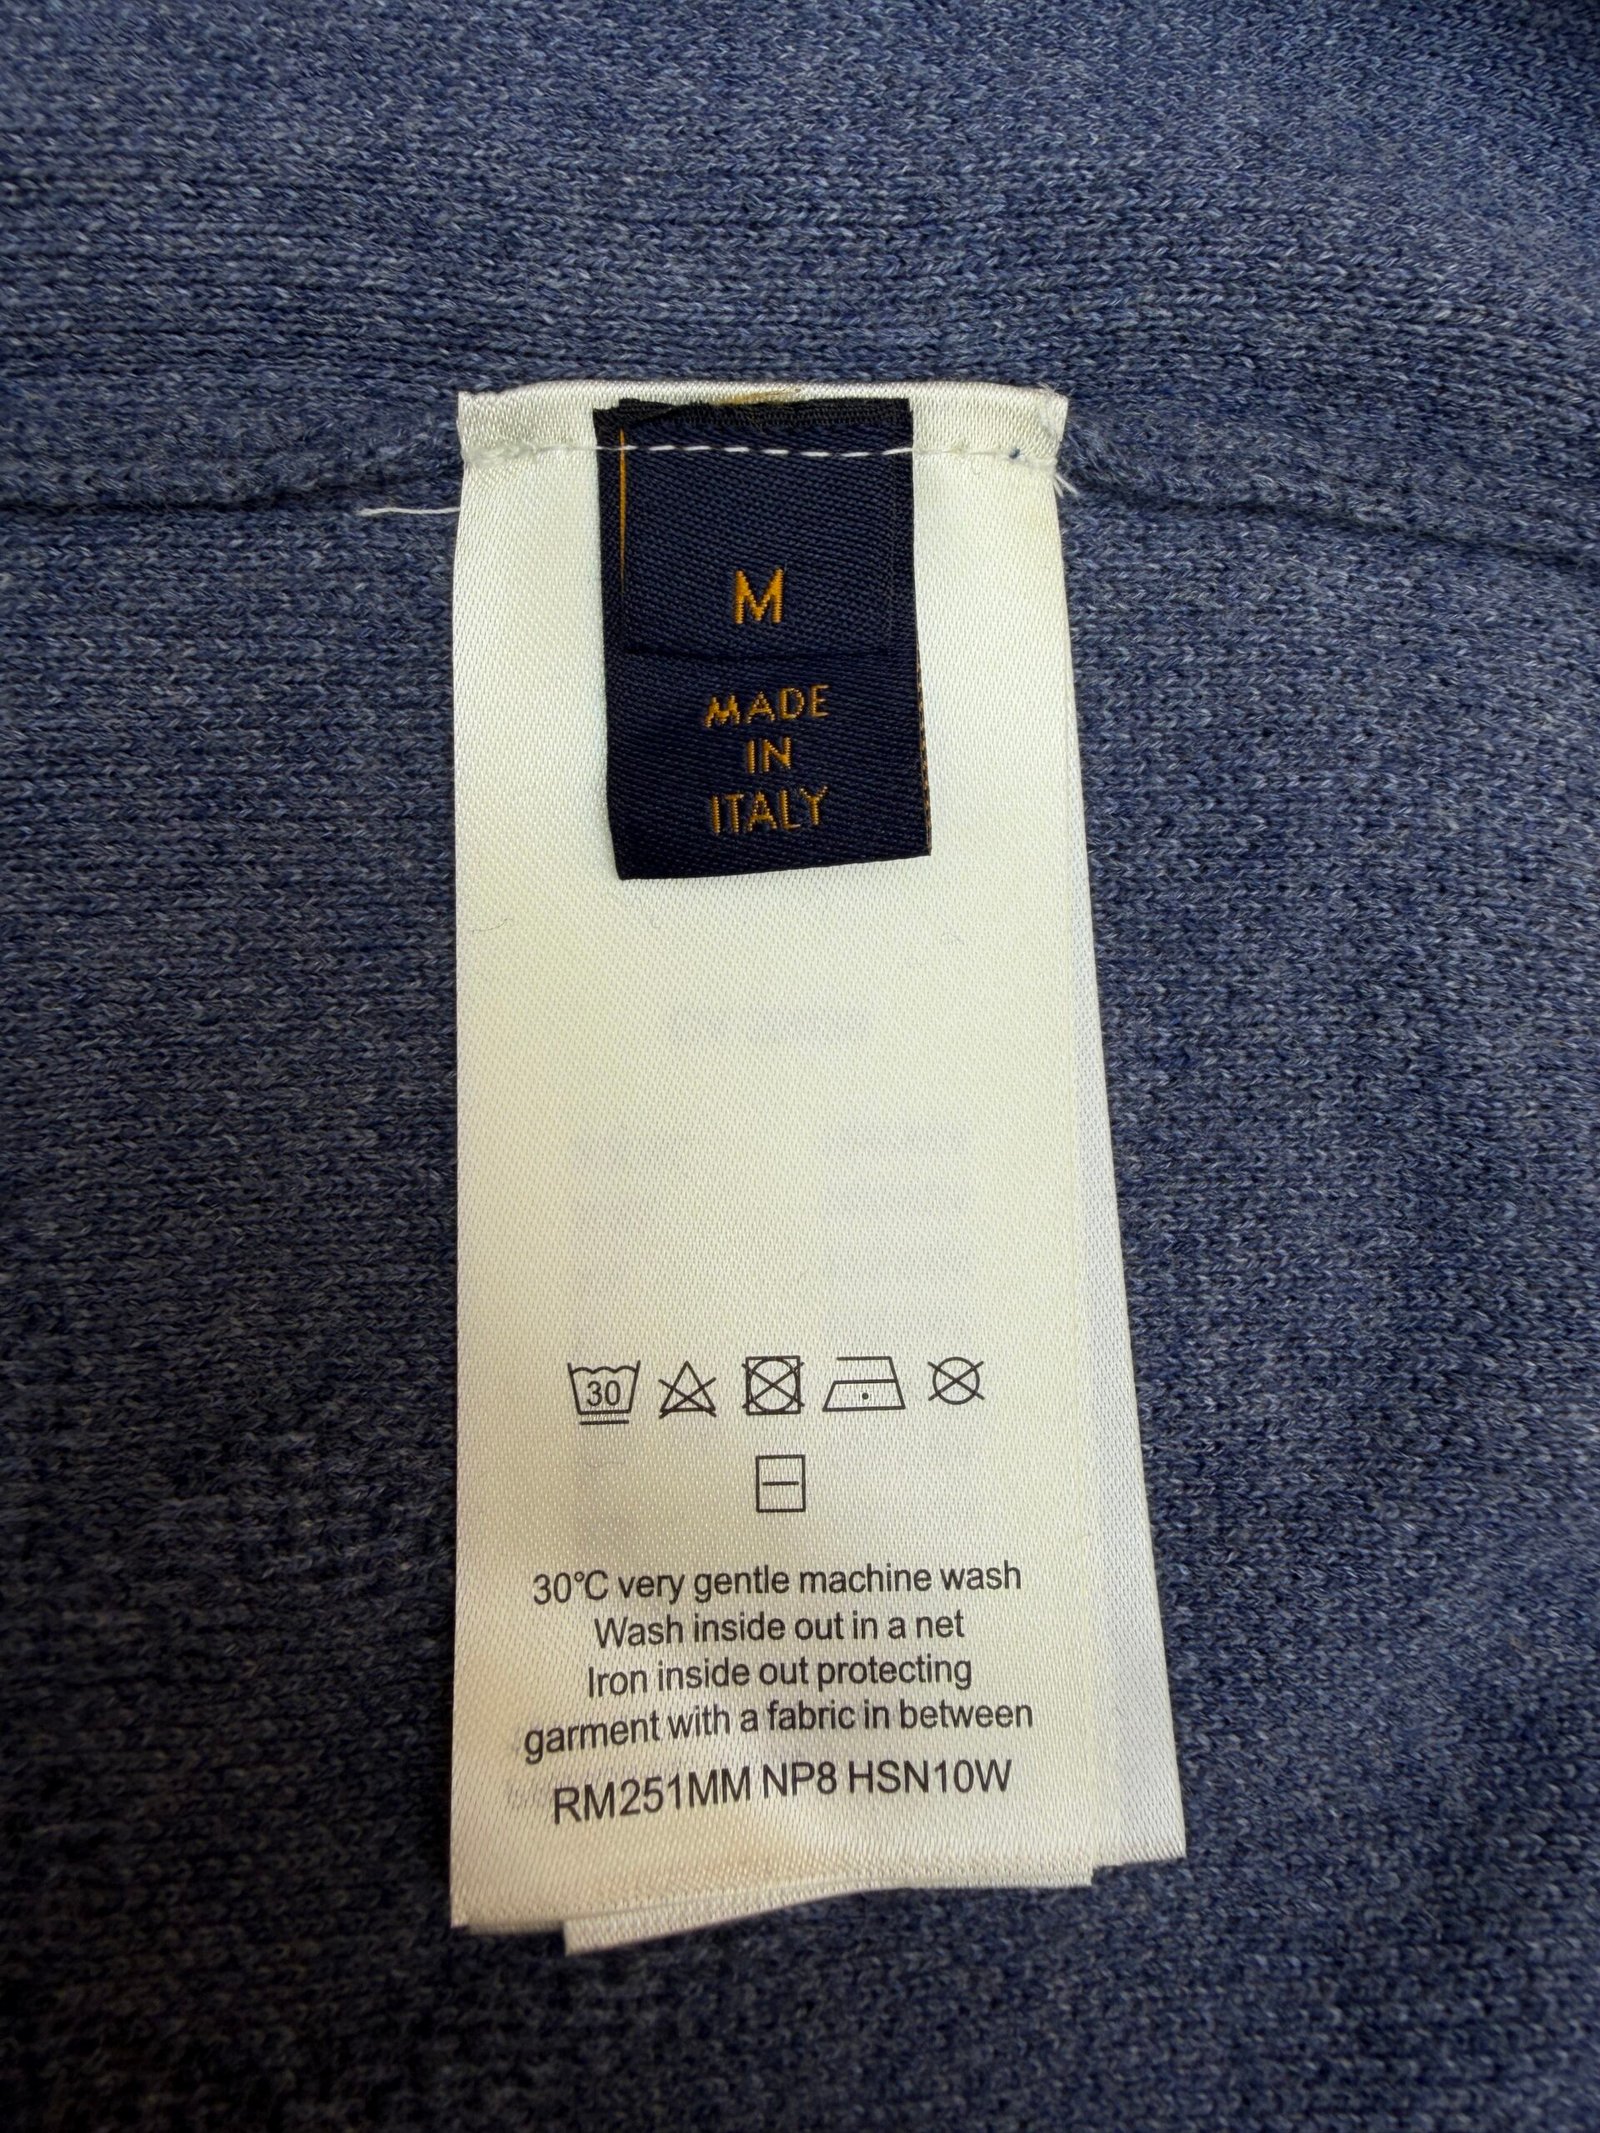 M
MADE
IN
ITALY
30
30°C very gentle machine wash
Wash inside out in a net
Iron inside out protecting
garment with a fabric in between
RM251MM NP8 HSN10W